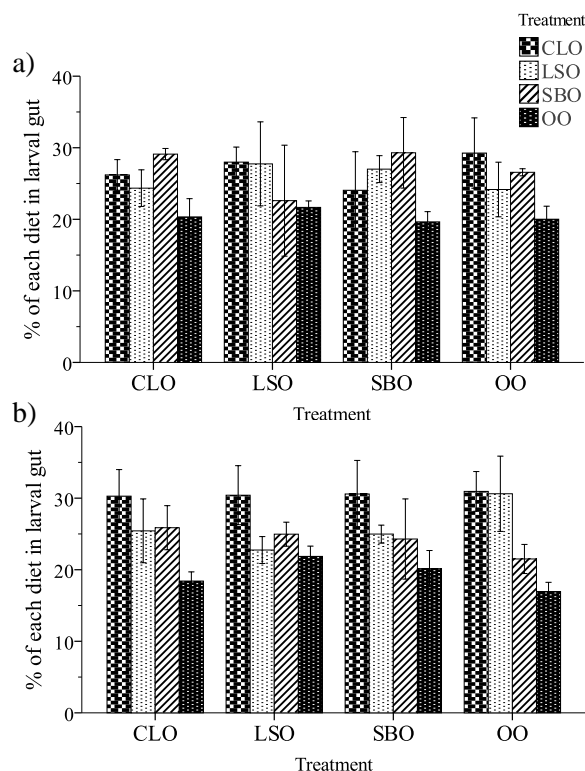 Treatment
CLO
LSO
SBO
OO
a)
40
30
20
10
0
% of each diet in larval gut
CLO LSO SBO OO
Treatment
b)
40
30
20
10
0
% of each diet in larval gut
CLO LSO SBO OO
Treatment